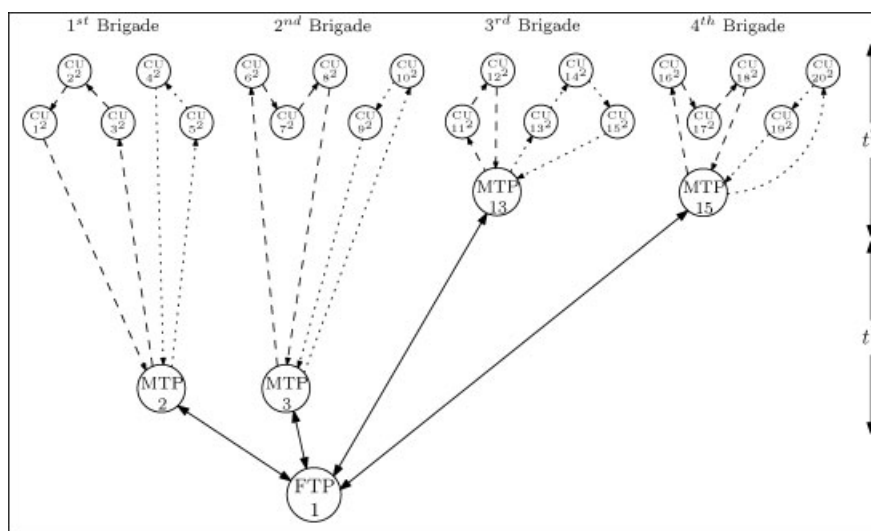 1st Brigade 2nd Brigade 3rd Brigade 4th Brigade
CU 2² CU 4² CU 6² CU 8² CU 10² CU 12² CU 14² CU 16² CU 18² CU 20²
CU 1² CU 3² CU 5² CU 7² CU 9² CU 11² CU 13² CU 15² CU 17² CU 19²
t
MTP 13 MTP 15
t
MTP 2 MTP 3
FTP 1